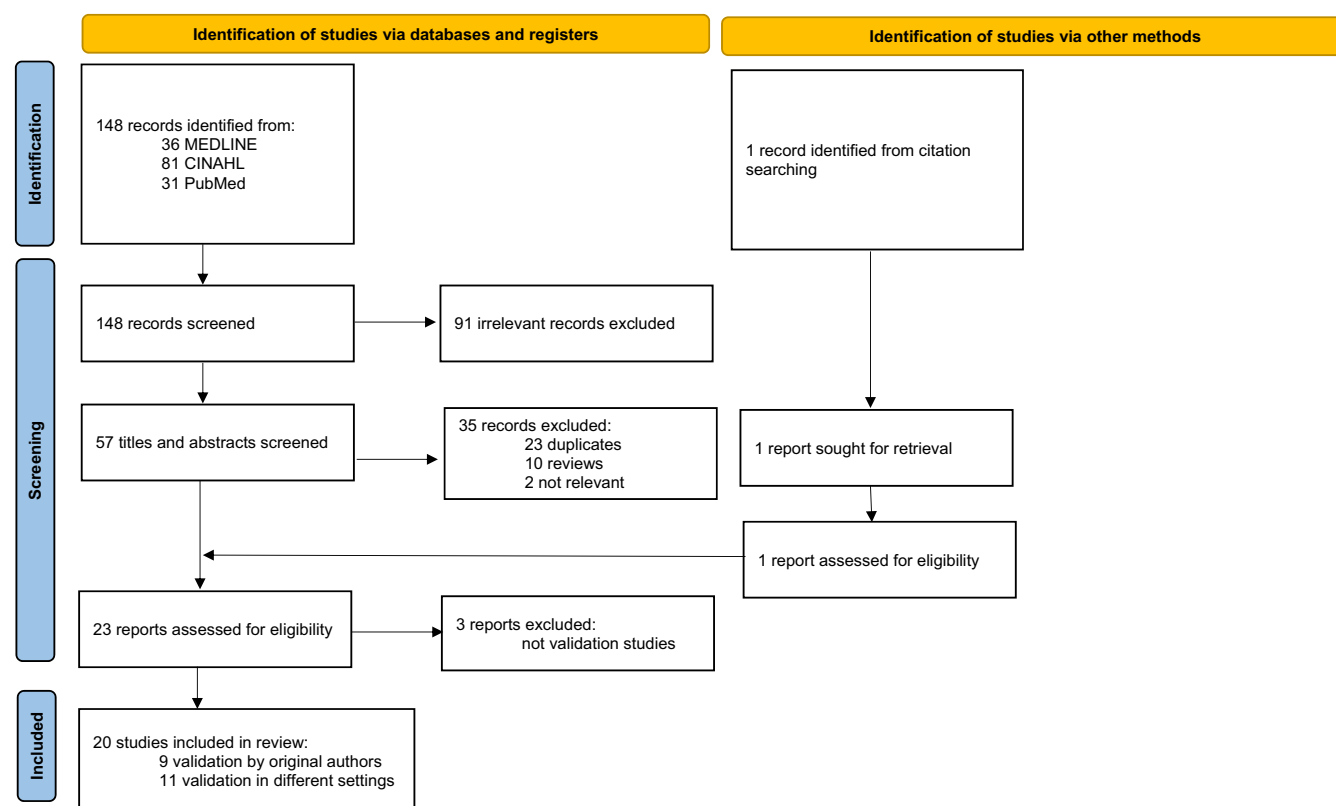 Identification of studies via databases and registers
Identification of studies via other methods
Identification
148 records identified from:
36 MEDLINE
81 CINAHL
31 PubMed
1 record identified from citation
searching
Screening
148 records screened
91 irrelevant records excluded
57 titles and abstracts screened
35 records excluded:
23 duplicates
10 reviews
2 not relevant
1 report sought for retrieval
1 report assessed for eligibility
23 reports assessed for eligibility
3 reports excluded:
not validation studies
Included
20 studies included in review:
9 validation by original authors
11 validation in different settings